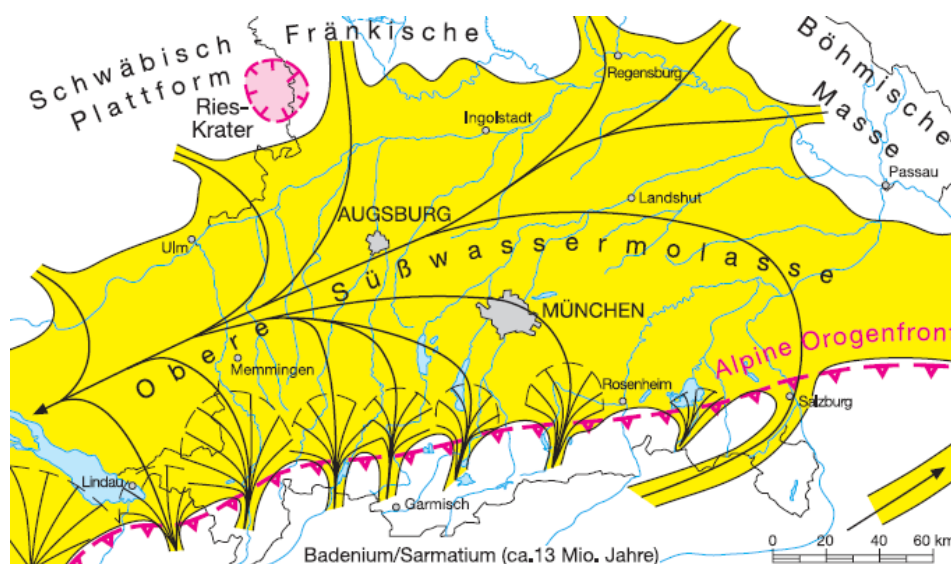 Schwäbisch - Fränkische
Plattform
Ries-
Krater
Böhmische
Masse
Regensburg
Ingolstadt
Passau
AUGSBURG
Landshut
Ulm
Obere Süßwassermolasse
MÜNCHEN
Alpine Orogenfront
Memmingen
Rosenheim
Salzburg
Lindau
Garmisch
Badenium/Sarmatium (ca.13 Mio. Jahre)
0 20 40 60 km